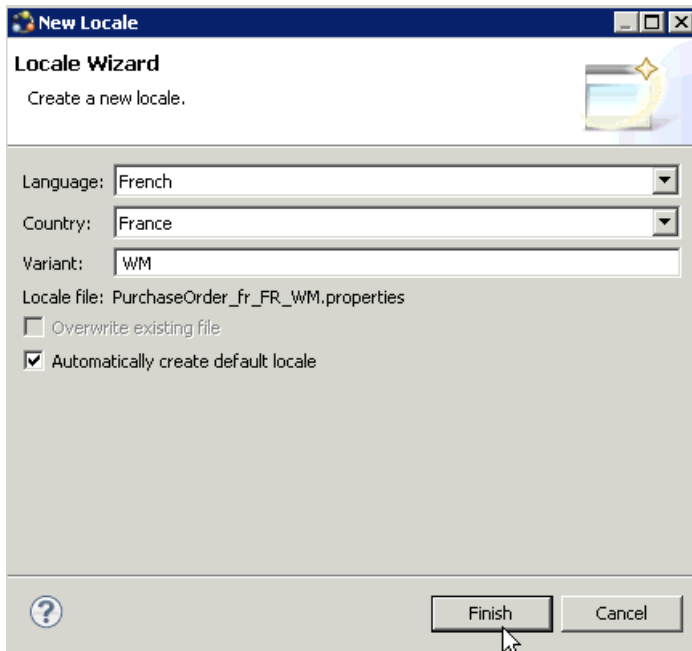 New Locale
Locale Wizard
Create a new locale.
Language: French
Country: France
Variant: WM
Locale file: PurchaseOrder_fr_FR_WM.properties
Overwrite existing file
Automatically create default locale
?
Finish Cancel